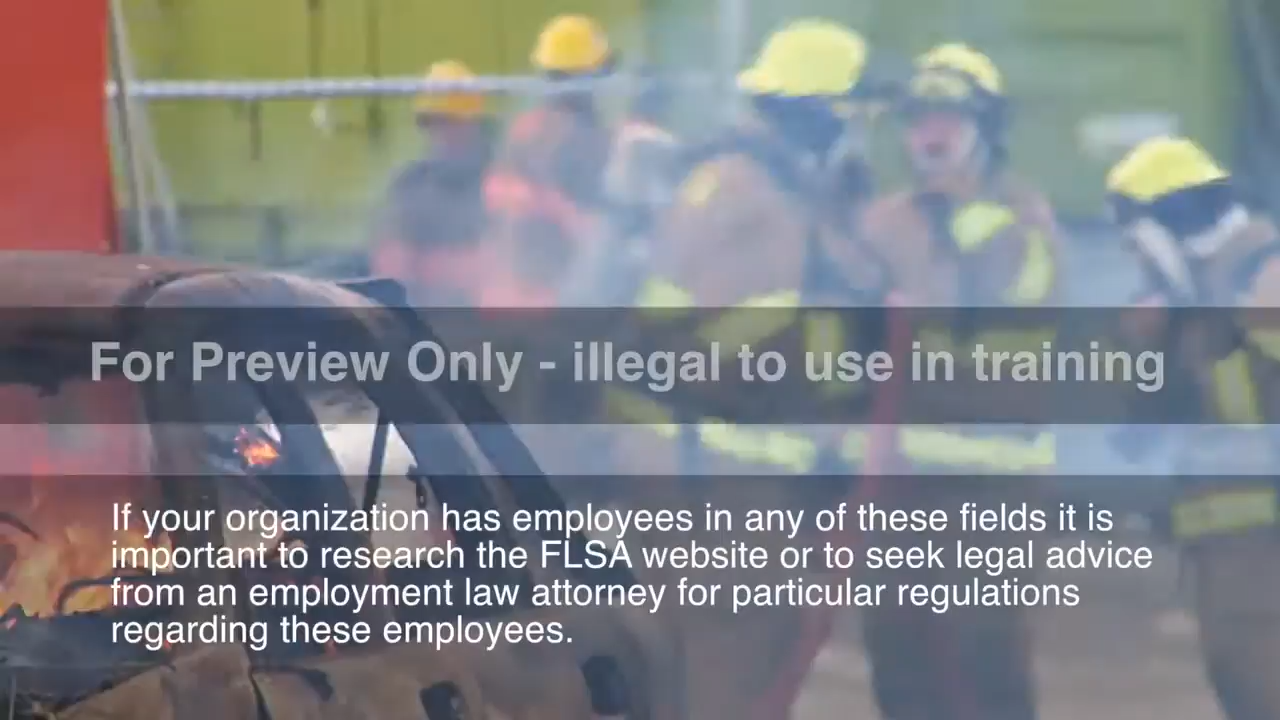 For Preview Only - illegal to use in training
If your organization has employees in any of these fields it is
important to research the FLSA website or to seek legal advice
from an employment law attorney for particular regulations
regarding these employees.